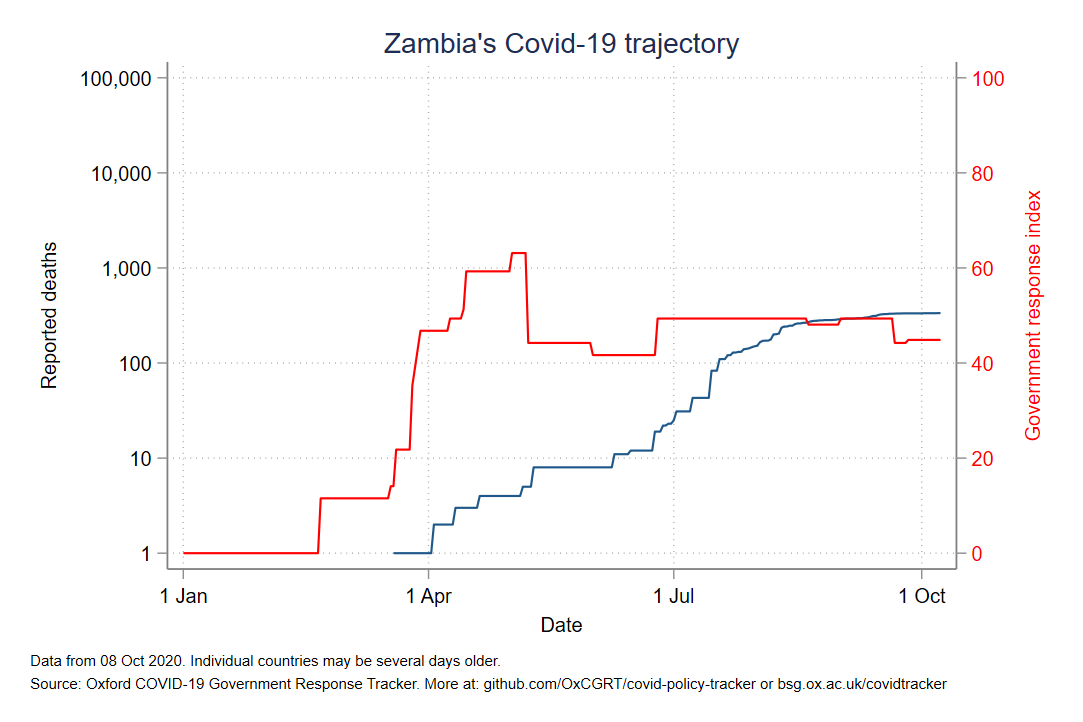 Zambia's Covid-19 trajectory
100,000
10,000
1,000
100
10
1
Reported deaths
100
80
60
40
20
0
Government response index
1 Jan
1 Apr
1 Jul
1 Oct
Date
Data from 08 Oct 2020. Individual countries may be several days older.
Source: Oxford COVID-19 Government Response Tracker. More at: github.com/OxCGRT/covid-policy-tracker or bsg.ox.ac.uk/covidtracker